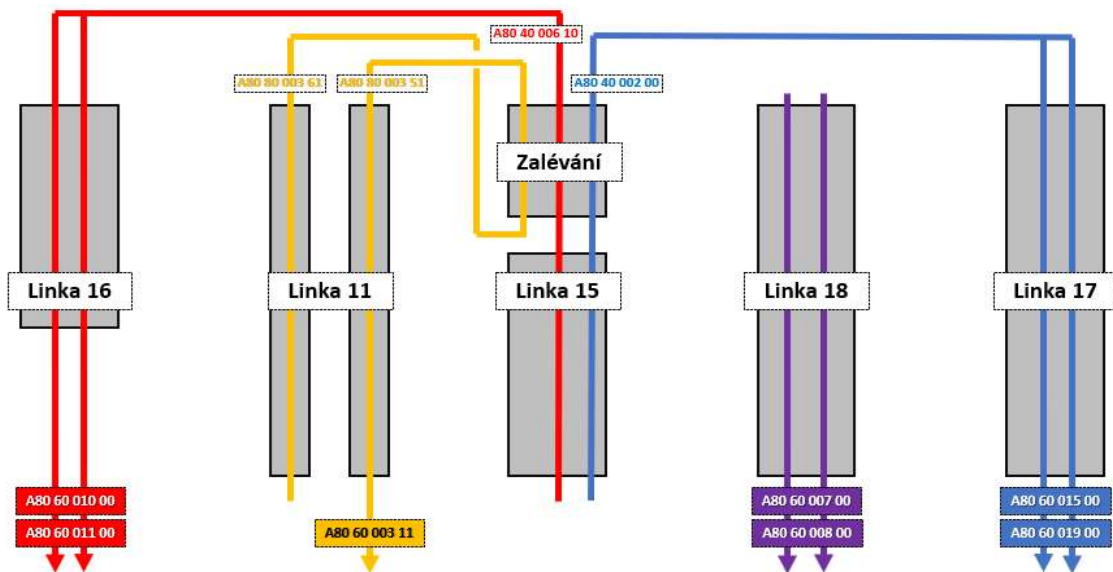 A80 40 006 10
A80 80 003 61
A80 80 003 51
A80 40 002 00
Zalévání
Linka 16
Linka 11
Linka 15
Linka 18
Linka 17
A80 60 010 00
A80 60 011 00
A80 60 003 11
A80 60 007 00
A80 60 008 00
A80 60 015 00
A80 60 019 00